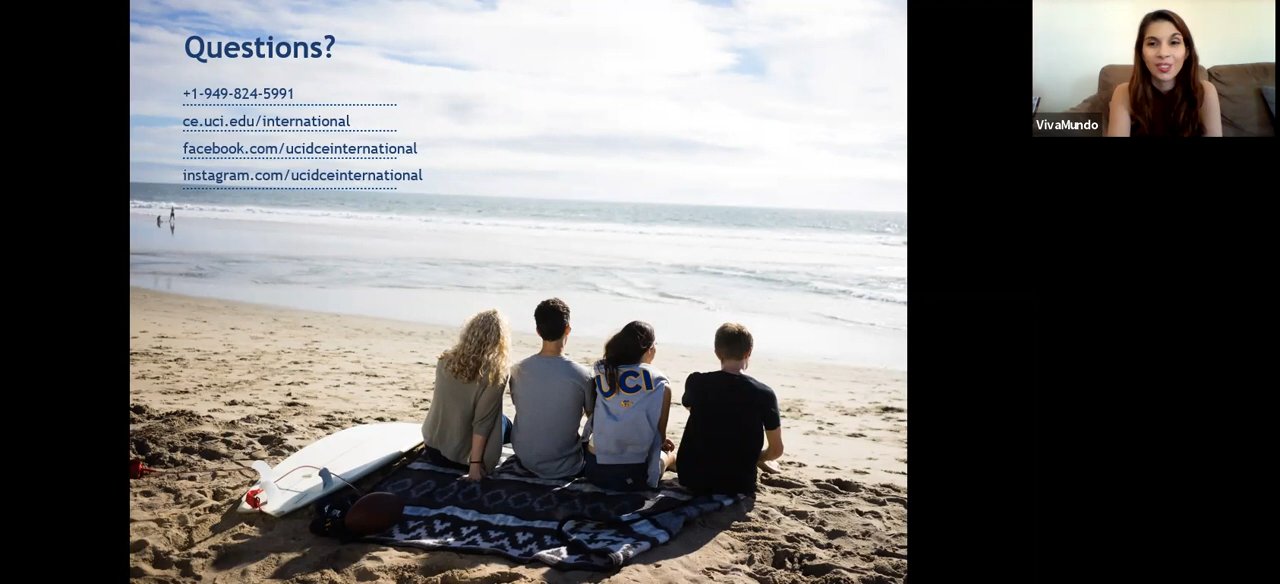 Questions?
+1-949-824-5991
ce.uci.edu/international
facebook.com/ucidceinternational
instagram.com/ucidceinternational
VivaMundo
UCI